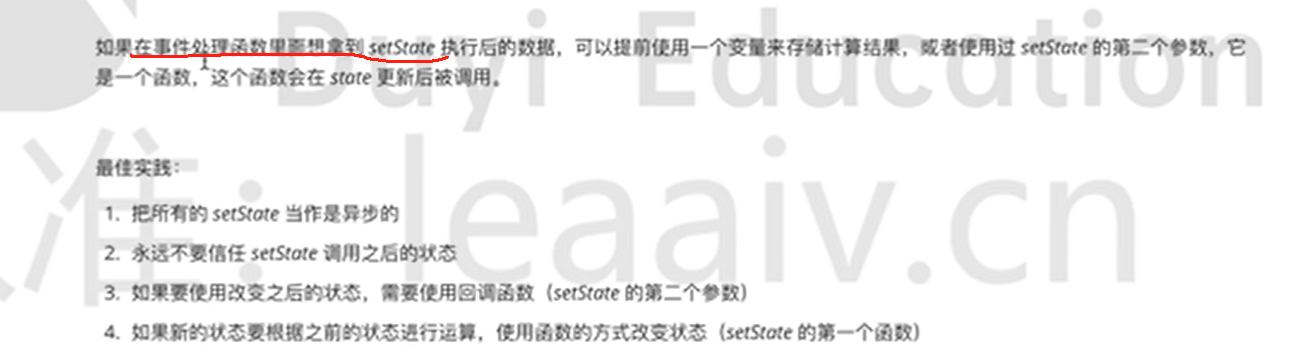 如果在事件处理函数里面想拿到 setState 执行后的数据，可以提前使用一个变量来存储计算结果，或者使用过 setState 的第二个参数，它
是一个函数，这个函数会在 state 更新后被调用。
Duyi Education
最佳实践：
准：leaaiv.cn
1. 把所有的 setState 当作是异步的
2. 永远不要信任 setState 调用之后的状态
3. 如果要使用改变之后的状态，需要使用回调函数（setState 的第二个参数）
4. 如果新的状态要根据之前的状态进行运算，使用函数的方式改变状态（setState 的第一个函数）